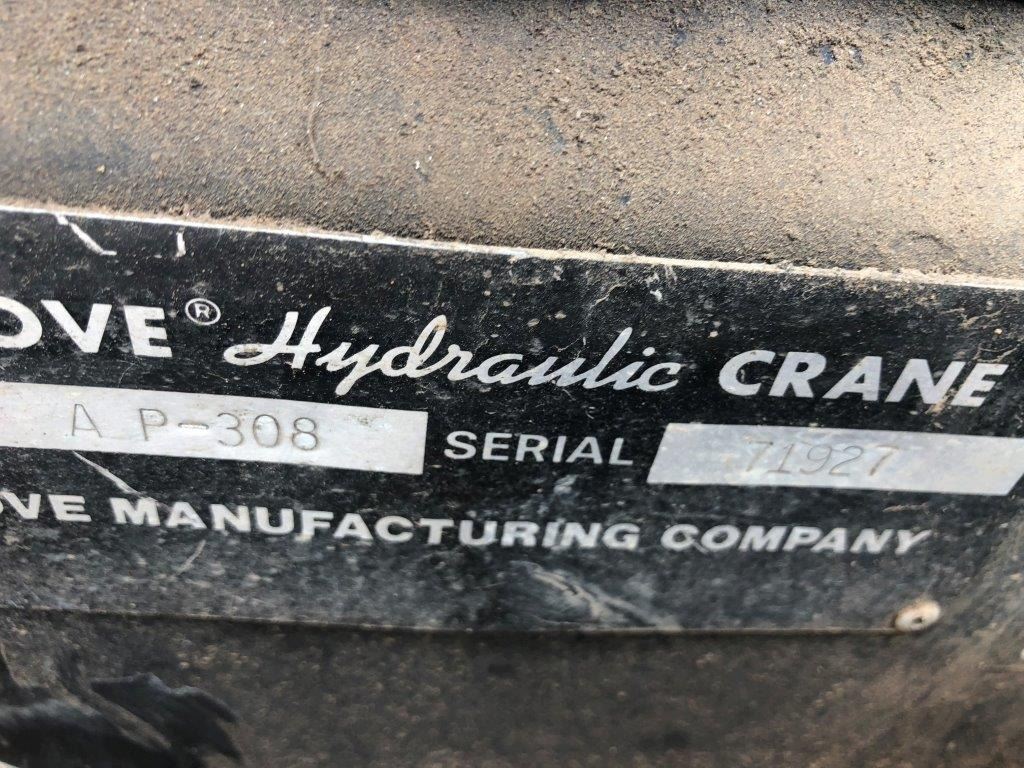 OVE® Hydraulic CRANE
A P-308 SERIAL 71927
OVE MANUFACTURING COMPANY